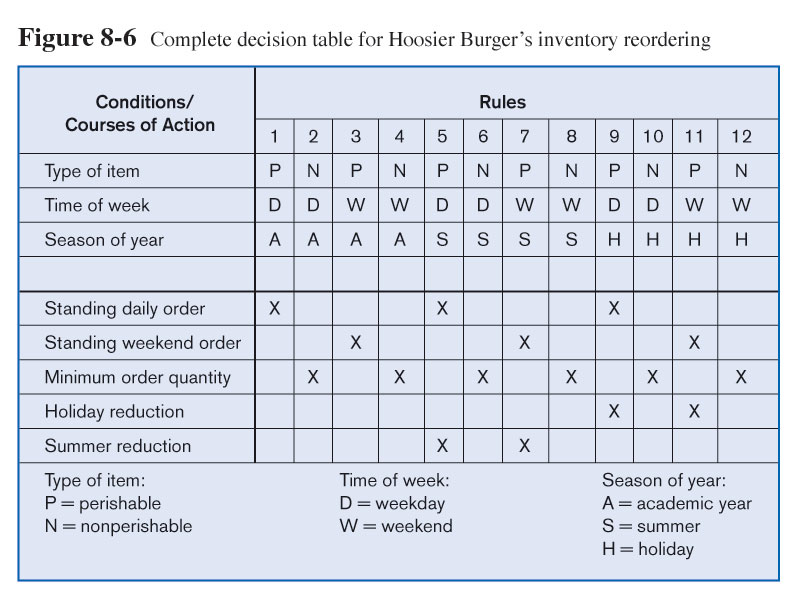 Figure 8-6 Complete decision table for Hoosier Burger's inventory reordering
Conditions/
Courses of Action
Rules
1 2 3 4 5 6 7 8 9 10 11 12
Type of item P N P N P N P N P N P N
Time of week D D W W D D W W D D W W
Season of year A A A A S S S S H H H H
Standing daily order X X X
Standing weekend order X X X
Minimum order quantity X X X X X X
Holiday reduction X X
Summer reduction X X
Type of item:
P = perishable
N = nonperishable
Time of week:
D = weekday
W = weekend
Season of year:
A = academic year
S = summer
H = holiday